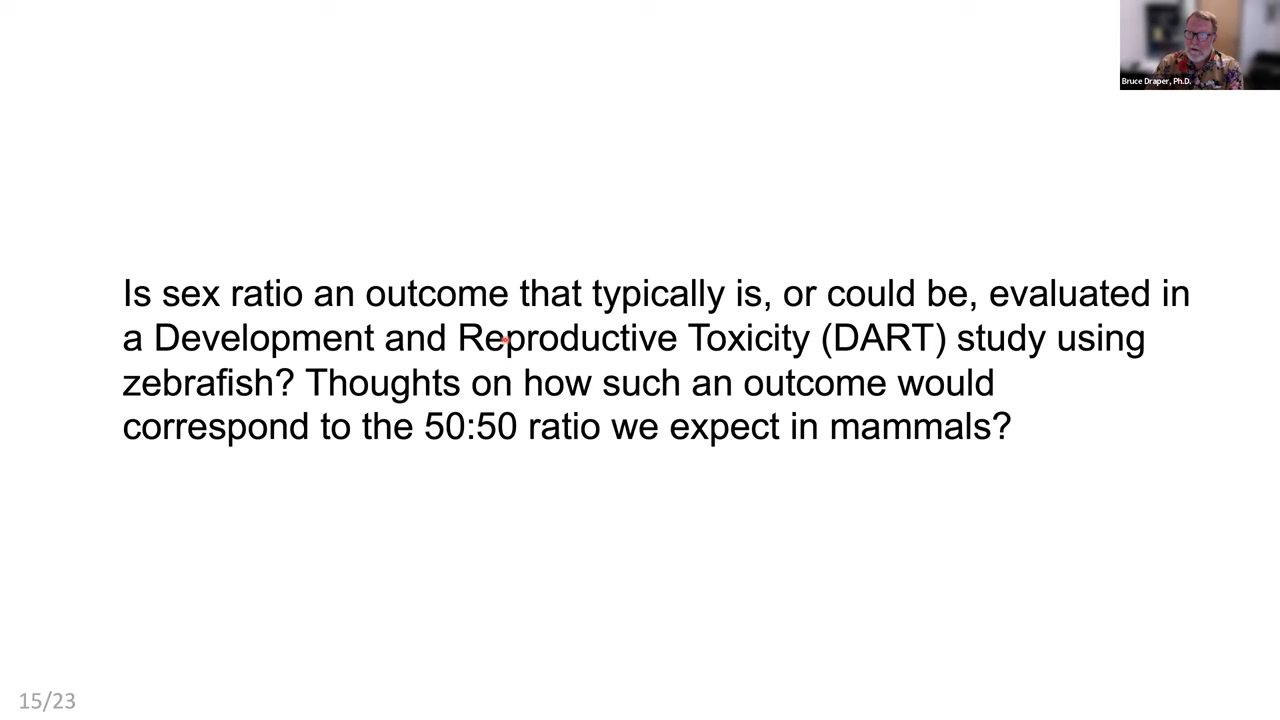 Bruce Draper, Ph.D.
Is sex ratio an outcome that typically is, or could be, evaluated in
a Development and Reproductive Toxicity (DART) study using
zebrafish? Thoughts on how such an outcome would
correspond to the 50:50 ratio we expect in mammals?
15/23